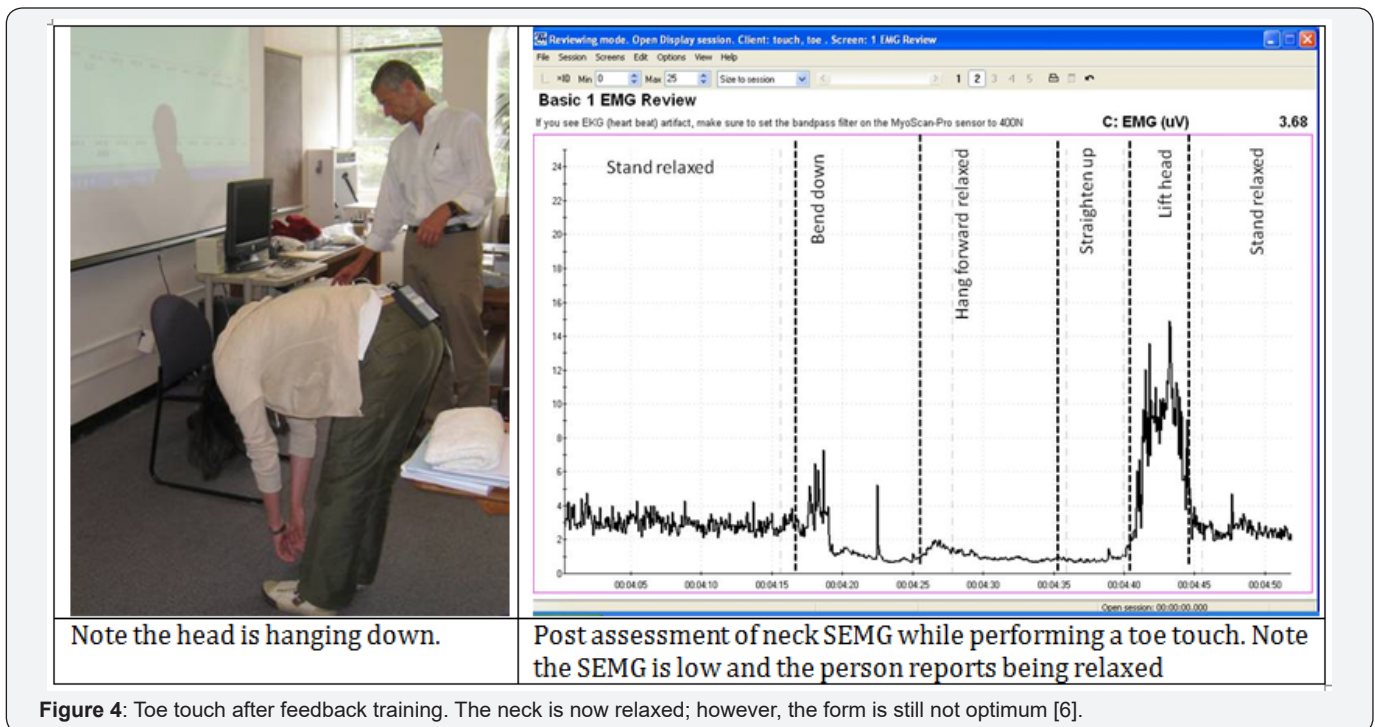 Reviewing mode. Open Display session. Client: touch, toe . Screen: 1 EMG Review
File Session Screens Edit Options View Help
×10 Min 0 Max 25 Size to session 1 2 3 4 5
Basic 1 EMG Review
If you see EKG (heart beat) artifact, make sure to set the bandpass filter on the MyoScan-Pro sensor to 400N
C: EMG (uV) 3.68
Stand relaxed
Bend down
Hang forward relaxed
Straighten up
Lift head
Stand relaxed
24
22
20
18
16
14
12
10
8
6
4
2
0
00:04:05 00:04:10 00:04:15 00:04:20 00:04:25 00:04:30 00:04:35 00:04:40 00:04:45 00:04:50
Open session: 00:00:00.000
Note the head is hanging down.
Post assessment of neck SEMG while performing a toe touch. Note
the SEMG is low and the person reports being relaxed
Figure 4: Toe touch after feedback training. The neck is now relaxed; however, the form is still not optimum [6].